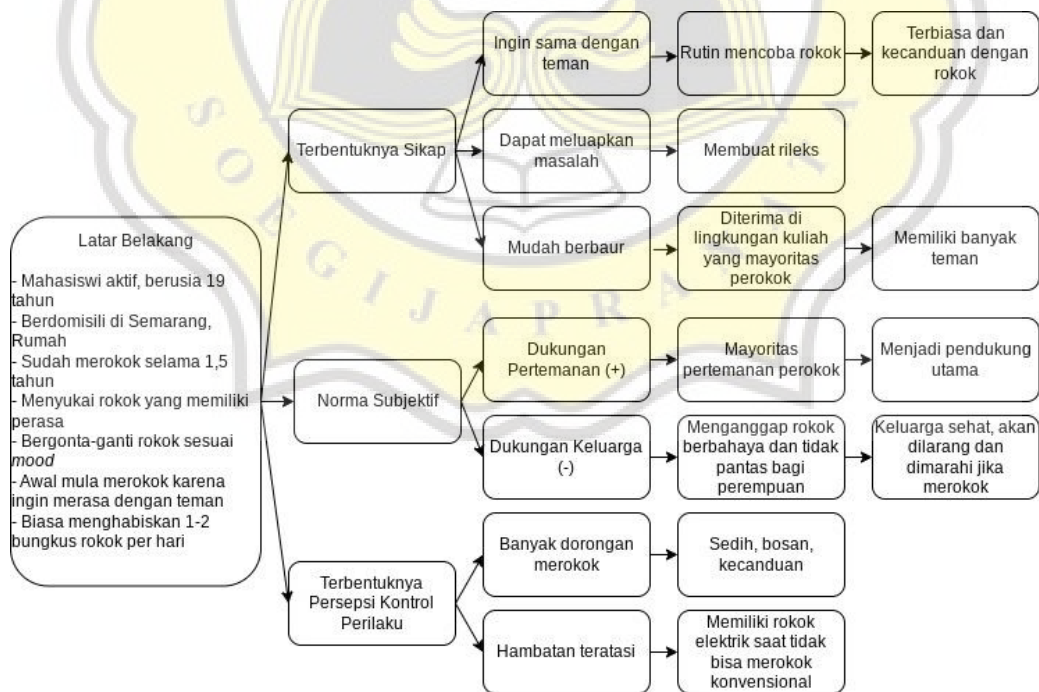 Latar Belakang
- Mahasiswi aktif, berusia 19
tahun
- Berdomisili di Semarang,
Rumah
- Sudah merokok selama 1,5
tahun
- Menyukai rokok yang memiliki
perasa
- Bergonta-ganti rokok sesuai
mood
- Awal mula merokok karena
ingin merasa dengan teman
- Biasa menghabiskan 1-2
bungkus rokok per hari
Terbentuknya Sikap
Ingin sama dengan
teman
Rutin mencoba rokok
Terbiasa dan
kecanduan dengan
rokok
Dapat meluapkan
masalah
Membuat rileks
Mudah berbaur
Diterima di
lingkungan kuliah
yang mayoritas
perokok
Memiliki banyak
teman
Norma Subjektif
Dukungan
Pertemanan (+)
Mayoritas
pertemanan perokok
Menjadi pendukung
utama
Dukungan Keluarga
(-)
Menganggap rokok
berbahaya dan tidak
pantas bagi
perempuan
Keluarga sehat, akan
dilarang dan
dimarahi jika
merokok
Terbentuknya
Persepsi Kontrol
Perilaku
Banyak dorongan
merokok
Sedih, bosan,
kecanduan
Hambatan teratasi
Memiliki rokok
elektrik saat tidak
bisa merokok
konvensional
SOEGIJAPRANATA